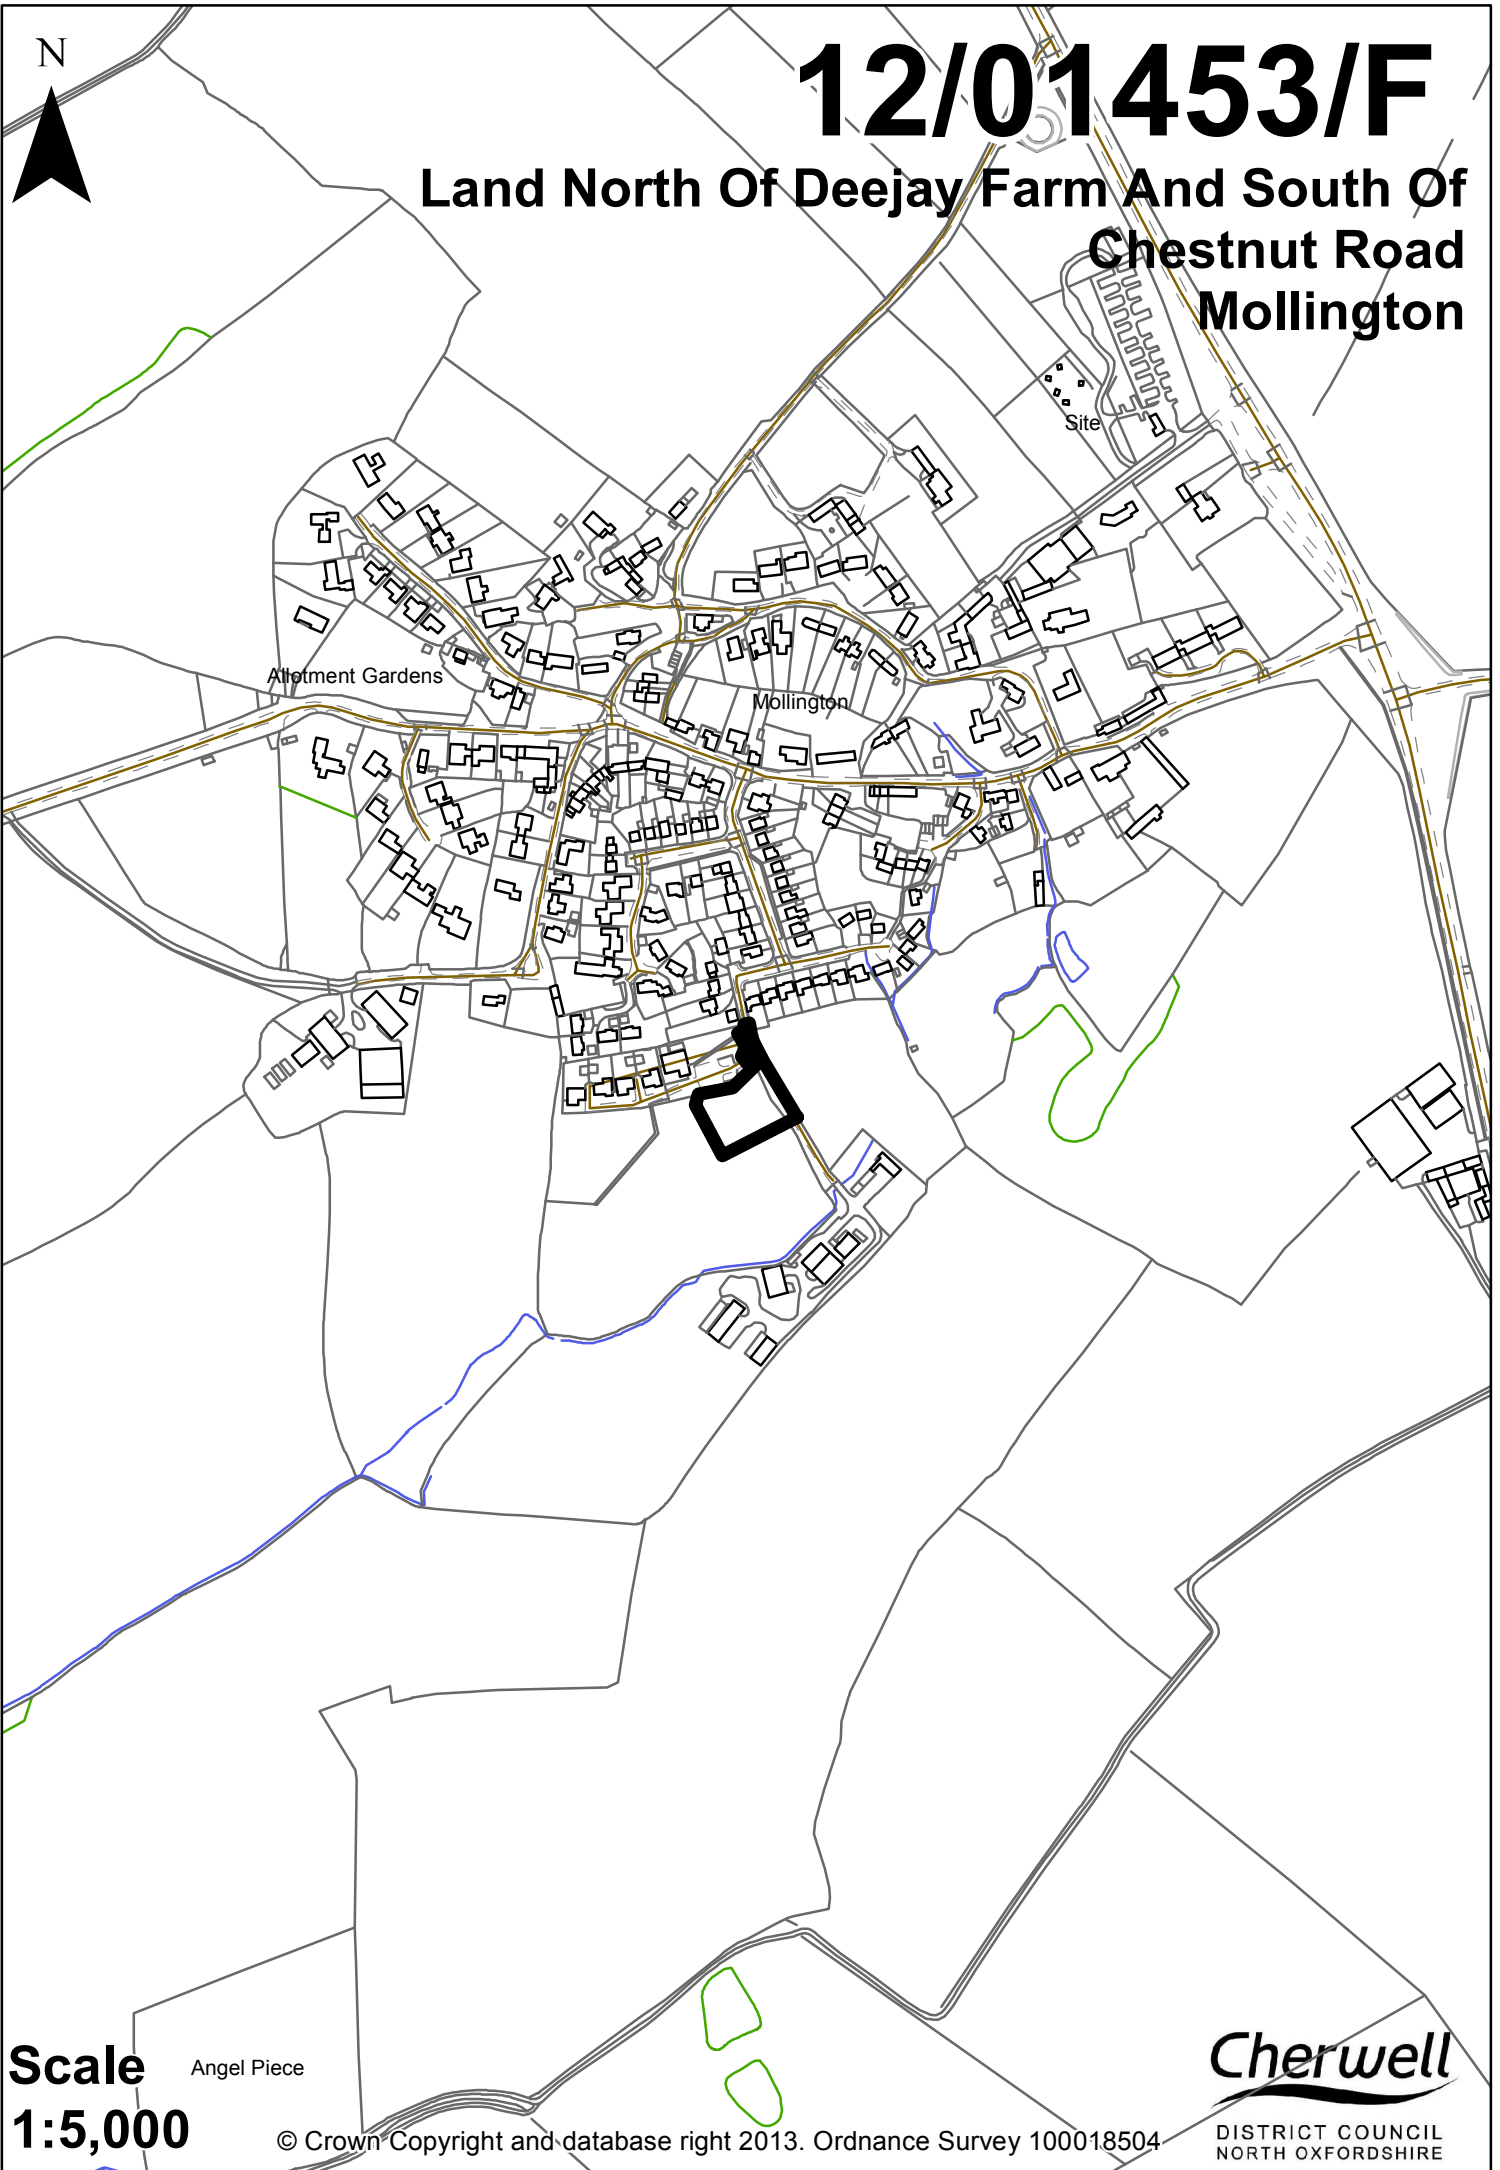 N
12/01453/F
Land North Of Deejay Farm And South Of
Chestnut Road
Mollington
Site
Allotment Gardens
Mollington
Scale
1:5,000
Angel Piece
© Crown Copyright and database right 2013. Ordnance Survey 100018504
Cherwell
DISTRICT COUNCIL
NORTH OXFORDSHIRE